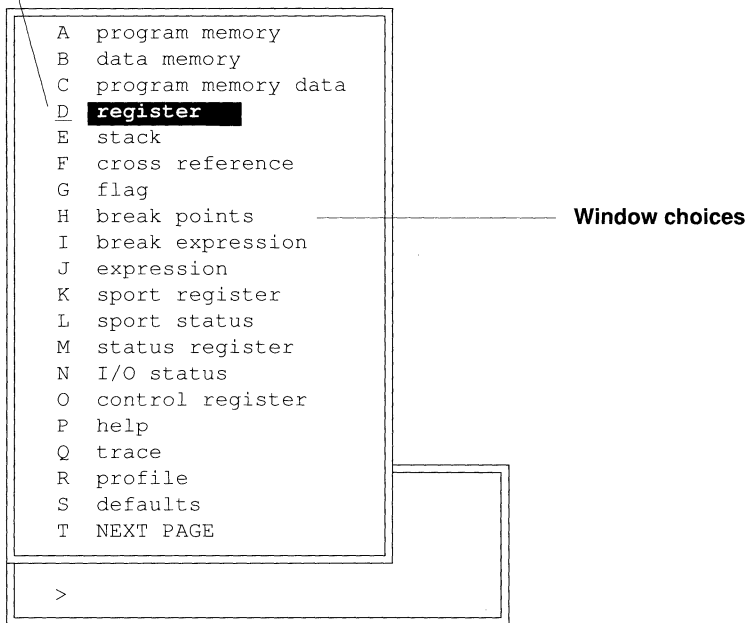 A program memory
B data memory
C program memory data
D register
E stack
F cross reference
G flag
H break points
Window choices
I break expression
J expression
K sport register
L sport status
M status register
N I/O status
O control register
P help
Q trace
R profile
S defaults
T NEXT PAGE
>